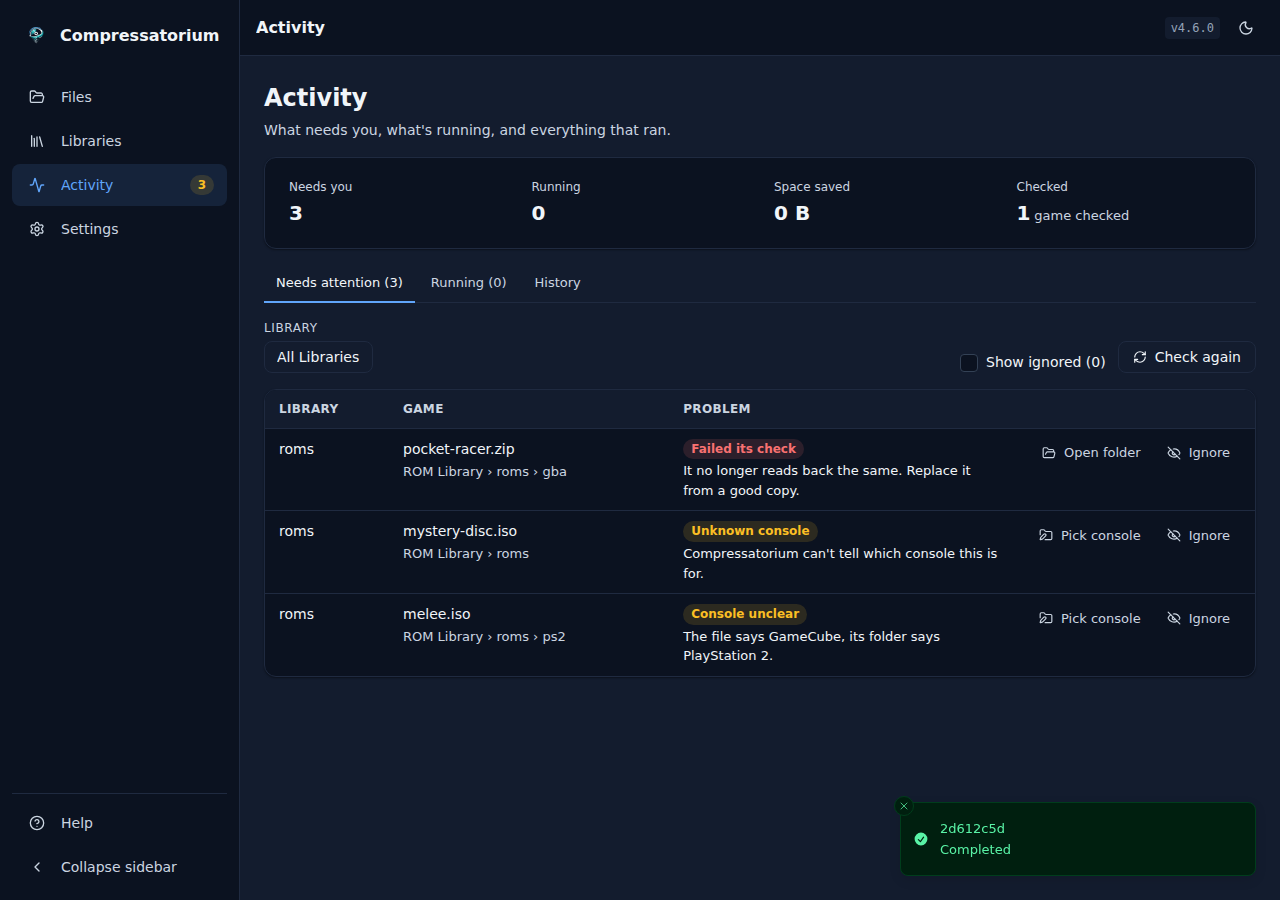 Compressatorium
Activity
v4.6.0
Files
Libraries
Activity 3
Settings
Activity
What needs you, what's running, and everything that ran.
Needs you
3
Running
0
Space saved
0 B
Checked
1 game checked
Needs attention (3)
Running (0)
History
LIBRARY
All Libraries
Show ignored (0)
Check again
LIBRARY
GAME
PROBLEM
roms
pocket-racer.zip
ROM Library › roms › gba
Failed its check
It no longer reads back the same. Replace it
from a good copy.
Open folder
Ignore
roms
mystery-disc.iso
ROM Library › roms
Unknown console
Compressatorium can't tell which console this is
for.
Pick console
Ignore
roms
melee.iso
ROM Library › roms › ps2
Console unclear
The file says GameCube, its folder says
PlayStation 2.
Pick console
Ignore
Help
Collapse sidebar
2d612c5d
Completed